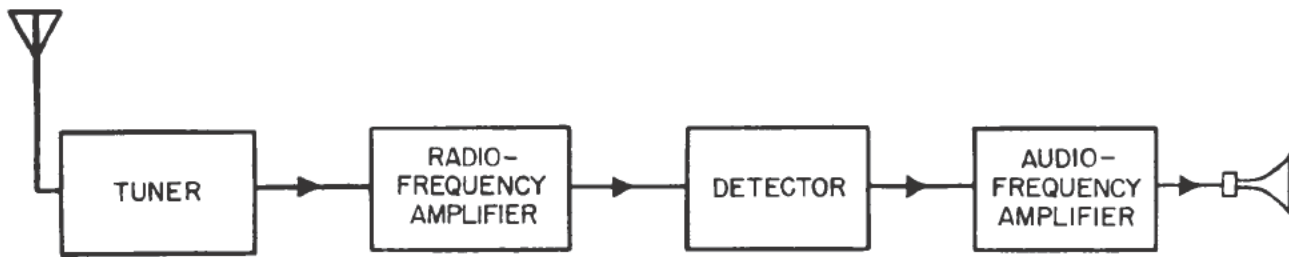 TUNER
RADIO-
FREQUENCY
AMPLIFIER
DETECTOR
AUDIO-
FREQUENCY
AMPLIFIER